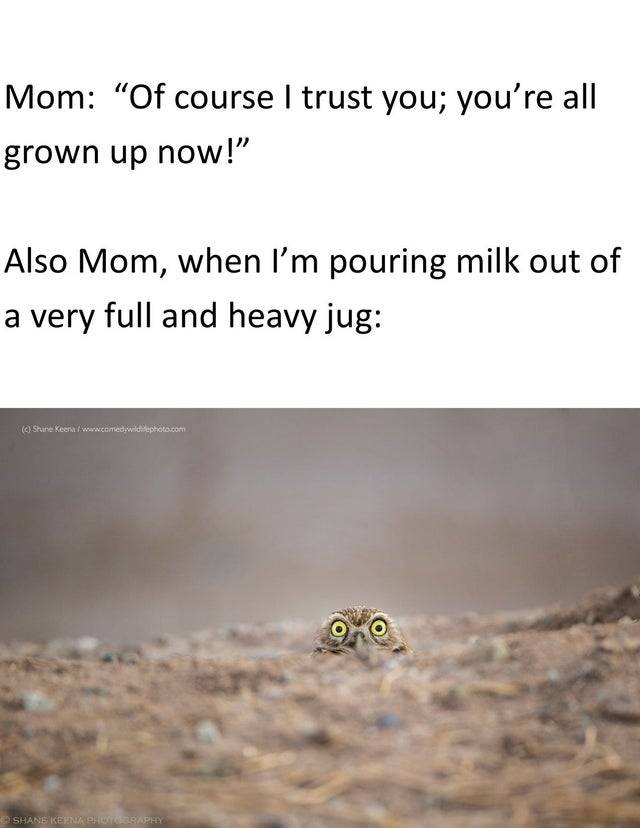 Mom:  “Of course I trust you; you’re all
grown up now!”
Also Mom, when I’m pouring milk out of
a very full and heavy jug:
(c) Shane Keena / www.comedywildlifephoto.com
© SHANE KEENA PHOTOGRAPHY